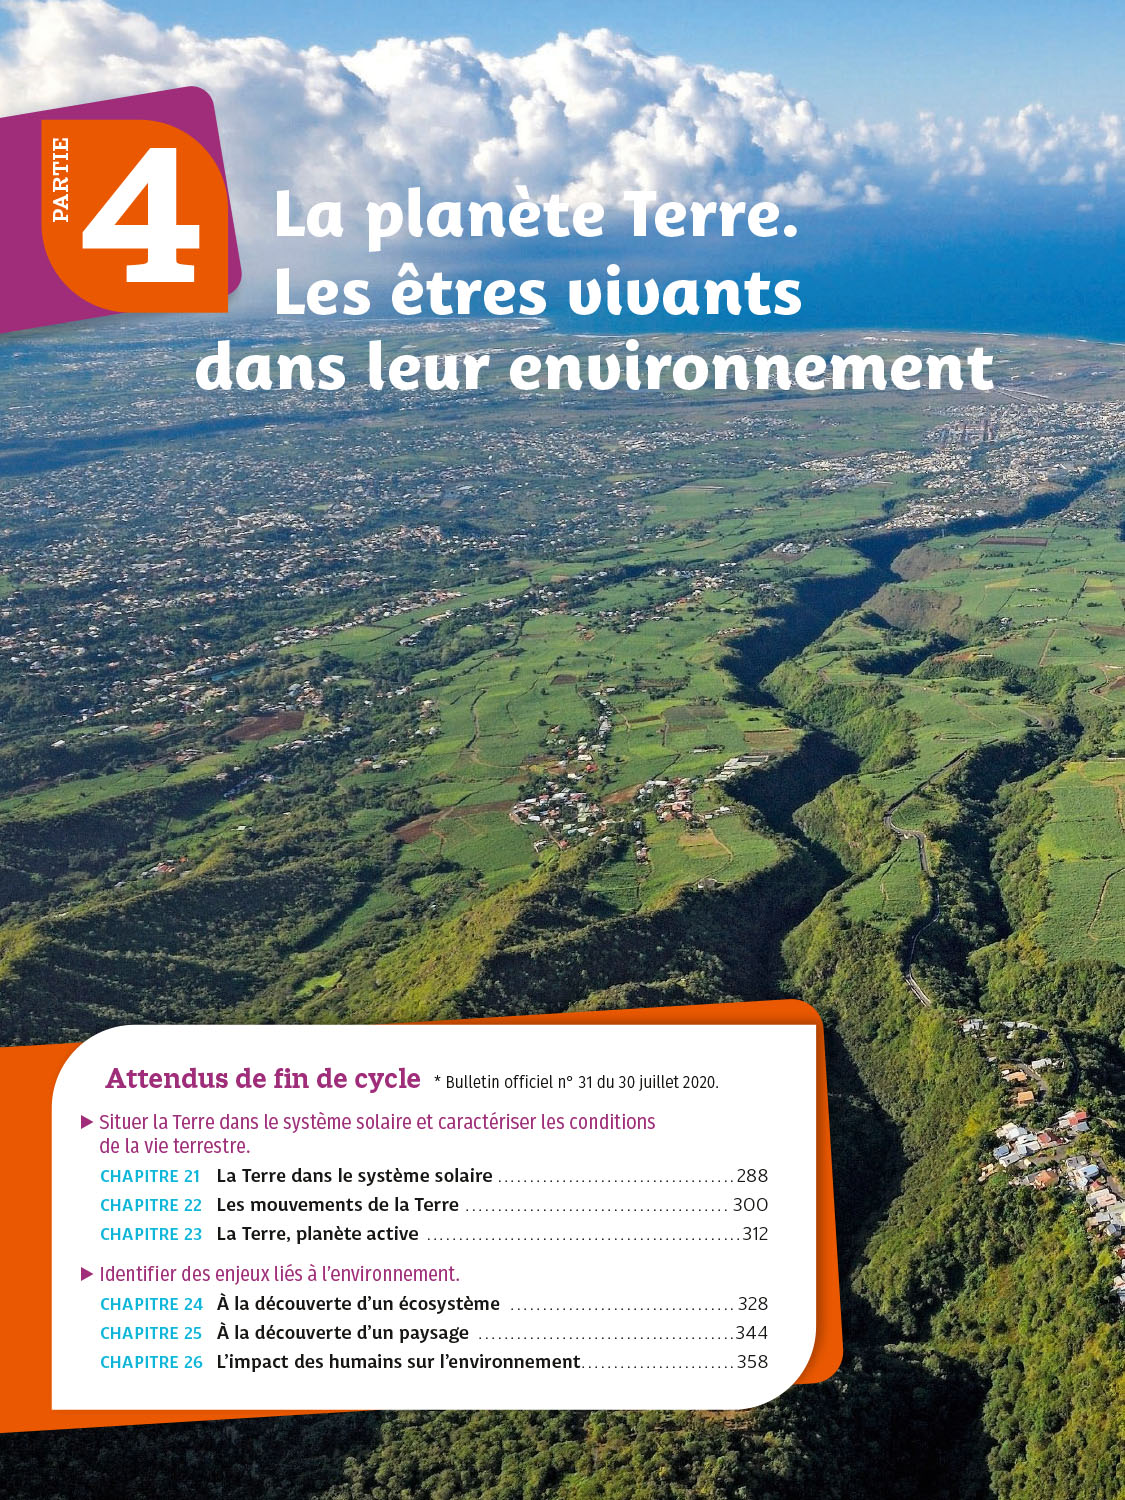 PARTIE
4
La planète Terre.
Les êtres vivants
dans leur environnement
Attendus de fin de cycle * Bulletin officiel n° 31 du 30 juillet 2020.
▶ Situer la Terre dans le système solaire et caractériser les conditions
de la vie terrestre.
CHAPITRE 21 La Terre dans le système solaire ..................................... 288
CHAPITRE 22 Les mouvements de la Terre ......................................... 300
CHAPITRE 23 La Terre, planète active ................................................. 312
▶ Identifier des enjeux liés à l'environnement.
CHAPITRE 24 À la découverte d'un écosystème ................................... 328
CHAPITRE 25 À la découverte d'un paysage ........................................ 344
CHAPITRE 26 L'impact des humains sur l'environnement........................ 358